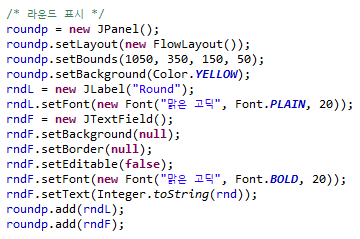 /* 라운드 표시 */
roundp = new JPanel();
roundp.setLayout(new FlowLayout());
roundp.setBounds(1050, 350, 150, 50);
roundp.setBackground(Color.YELLOW);
rndL = new JLabel("Round");
rndL.setFont(new Font("맑은 고딕", Font.PLAIN, 20));
rndF = new JTextField();
rndF.setBackground(null);
rndF.setBorder(null);
rndF.setEditable(false);
rndF.setFont(new Font("맑은 고딕", Font.BOLD, 20));
rndF.setText(Integer.toString(rnd));
roundp.add(rndL);
roundp.add(rndF);